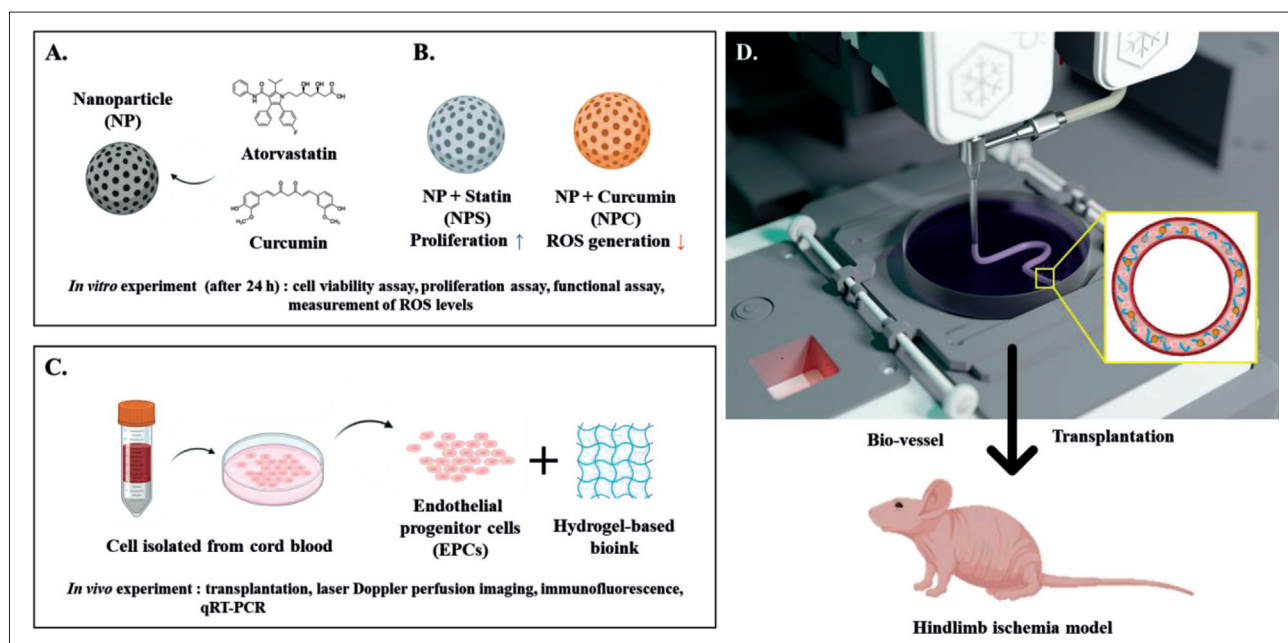 A.
Nanoparticle
(NP)
Atorvastatin
Curcumin
B.
NP + Statin
(NPS)
Proliferation ↑
NP + Curcumin
(NPC)
ROS generation ↓
In vitro experiment (after 24 h) : cell viability assay, proliferation assay, functional assay,
measurement of ROS levels
C.
Cell isolated from cord blood
Endothelial
progenitor cells
(EPCs)
+
Hydrogel-based
bioink
In vivo experiment : transplantation, laser Doppler perfusion imaging, immunofluorescence,
qRT-PCR
D.
Bio-vessel
Transplantation
Hindlimb ischemia model